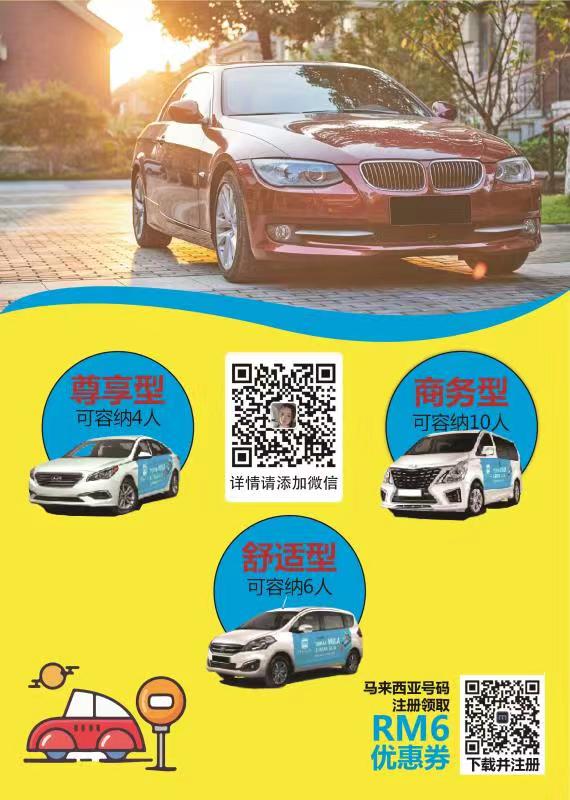 尊享型
可容纳4人
详情请添加微信
商务型
可容纳10人
舒适型
可容纳6人
马来西亚号码
注册领取
RM6
优惠券
下载并注册